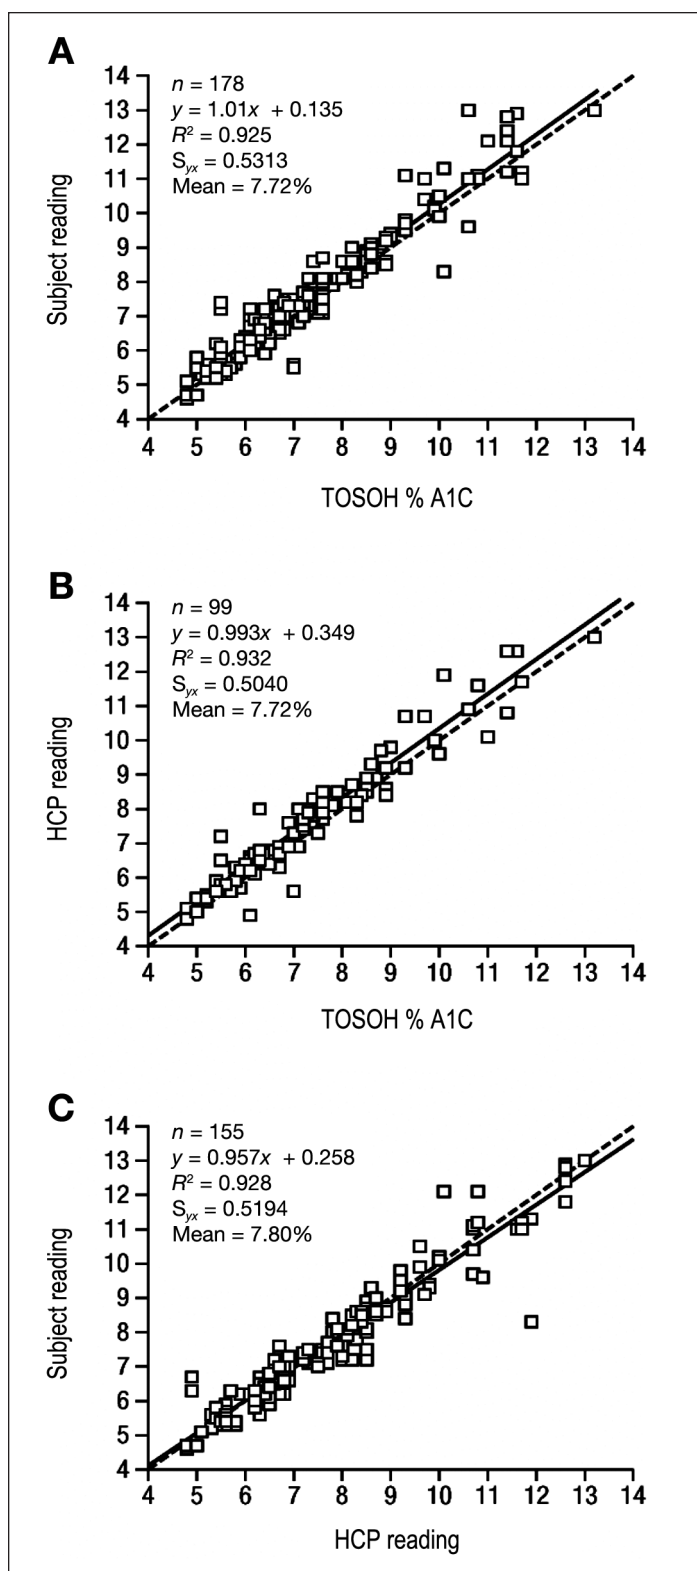 A
n = 178
y = 1.01x + 0.135
R² = 0.925
Syx = 0.5313
Mean = 7.72%
14
13
12
11
10
9
8
7
6
5
4
Subject reading
4 5 6 7 8 9 10 11 12 13 14
TOSOH % A1C
B
n = 99
y = 0.993x + 0.349
R² = 0.932
Syx = 0.5040
Mean = 7.72%
14
13
12
11
10
9
8
7
6
5
4
HCP reading
4 5 6 7 8 9 10 11 12 13 14
TOSOH % A1C
C
n = 155
y = 0.957x + 0.258
R² = 0.928
Syx = 0.5194
Mean = 7.80%
14
13
12
11
10
9
8
7
6
5
4
Subject reading
4 5 6 7 8 9 10 11 12 13 14
HCP reading